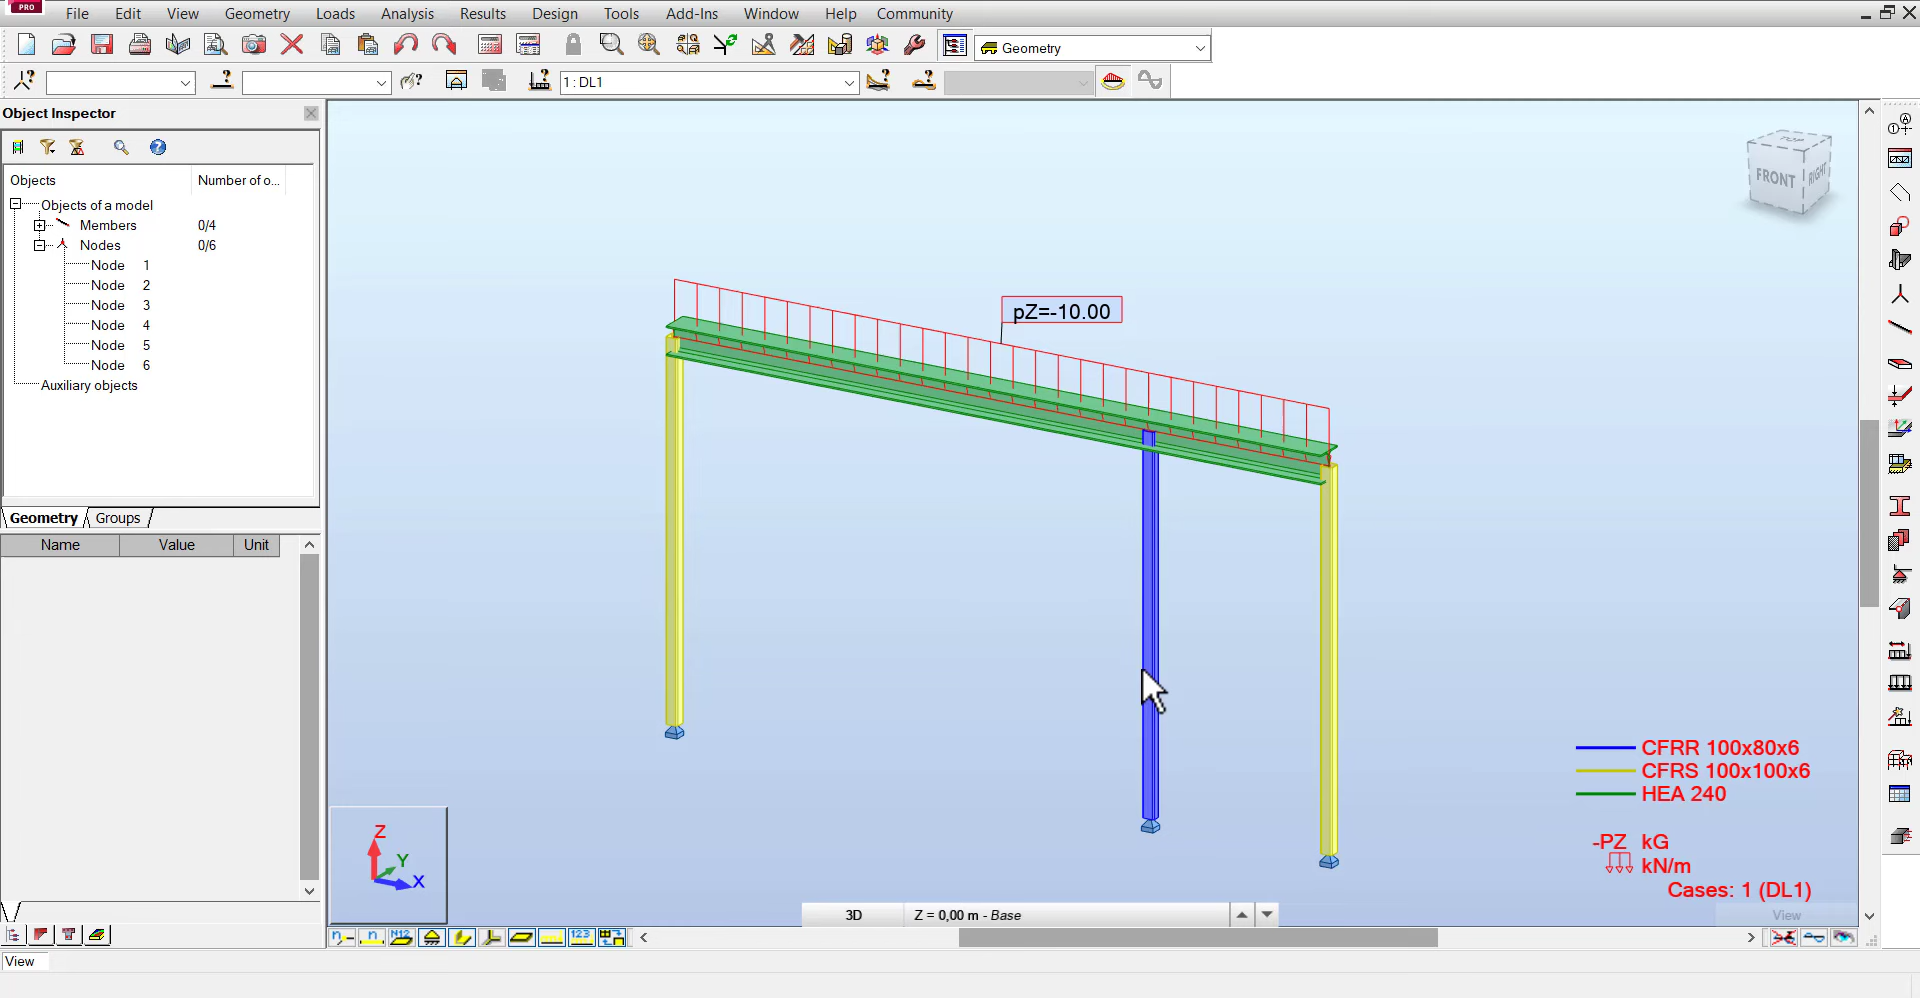 PRO
File Edit View Geometry Loads Analysis Results Design Tools Add-Ins Window Help Community
Geometry
1 : DL1
Object Inspector
Objects Number of o...
Objects of a model
Members 0/4
Nodes 0/6
Node 1
Node 2
Node 3
Node 4
Node 5
Node 6
Auxiliary objects
Geometry Groups
Name Value Unit
TOP
FRONT RIGHT
pZ=-10.00
CFRR 100x80x6
CFRS 100x100x6
HEA 240
-PZ kG
kN/m
Cases: 1 (DL1)
Z
Y
X
3D Z = 0,00 m - Base
View
View